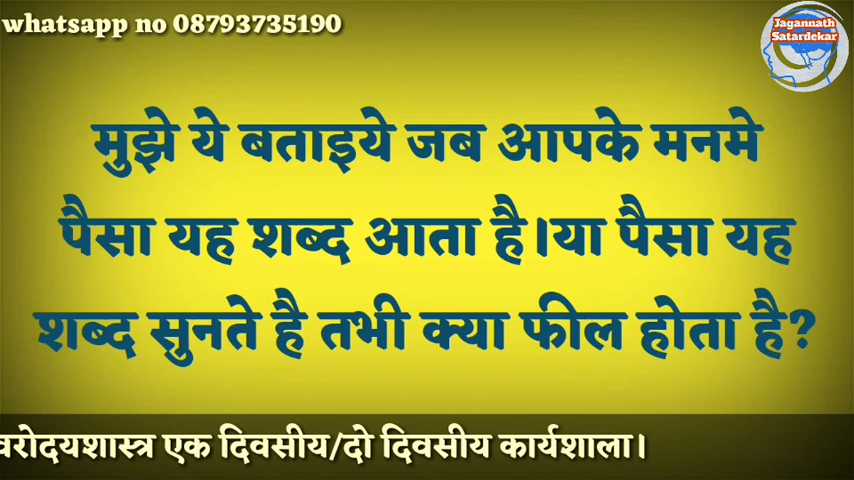 whatsapp no 08793735190
Jagannath
Satardekar
मुझे ये बताइये जब आपके मनमे
पैसा यह शब्द आता है।या पैसा यह
शब्द सुनते है तभी क्या फील होता है?
वरोदयशास्त्र एक दिवसीय/दो दिवसीय कार्यशाला।